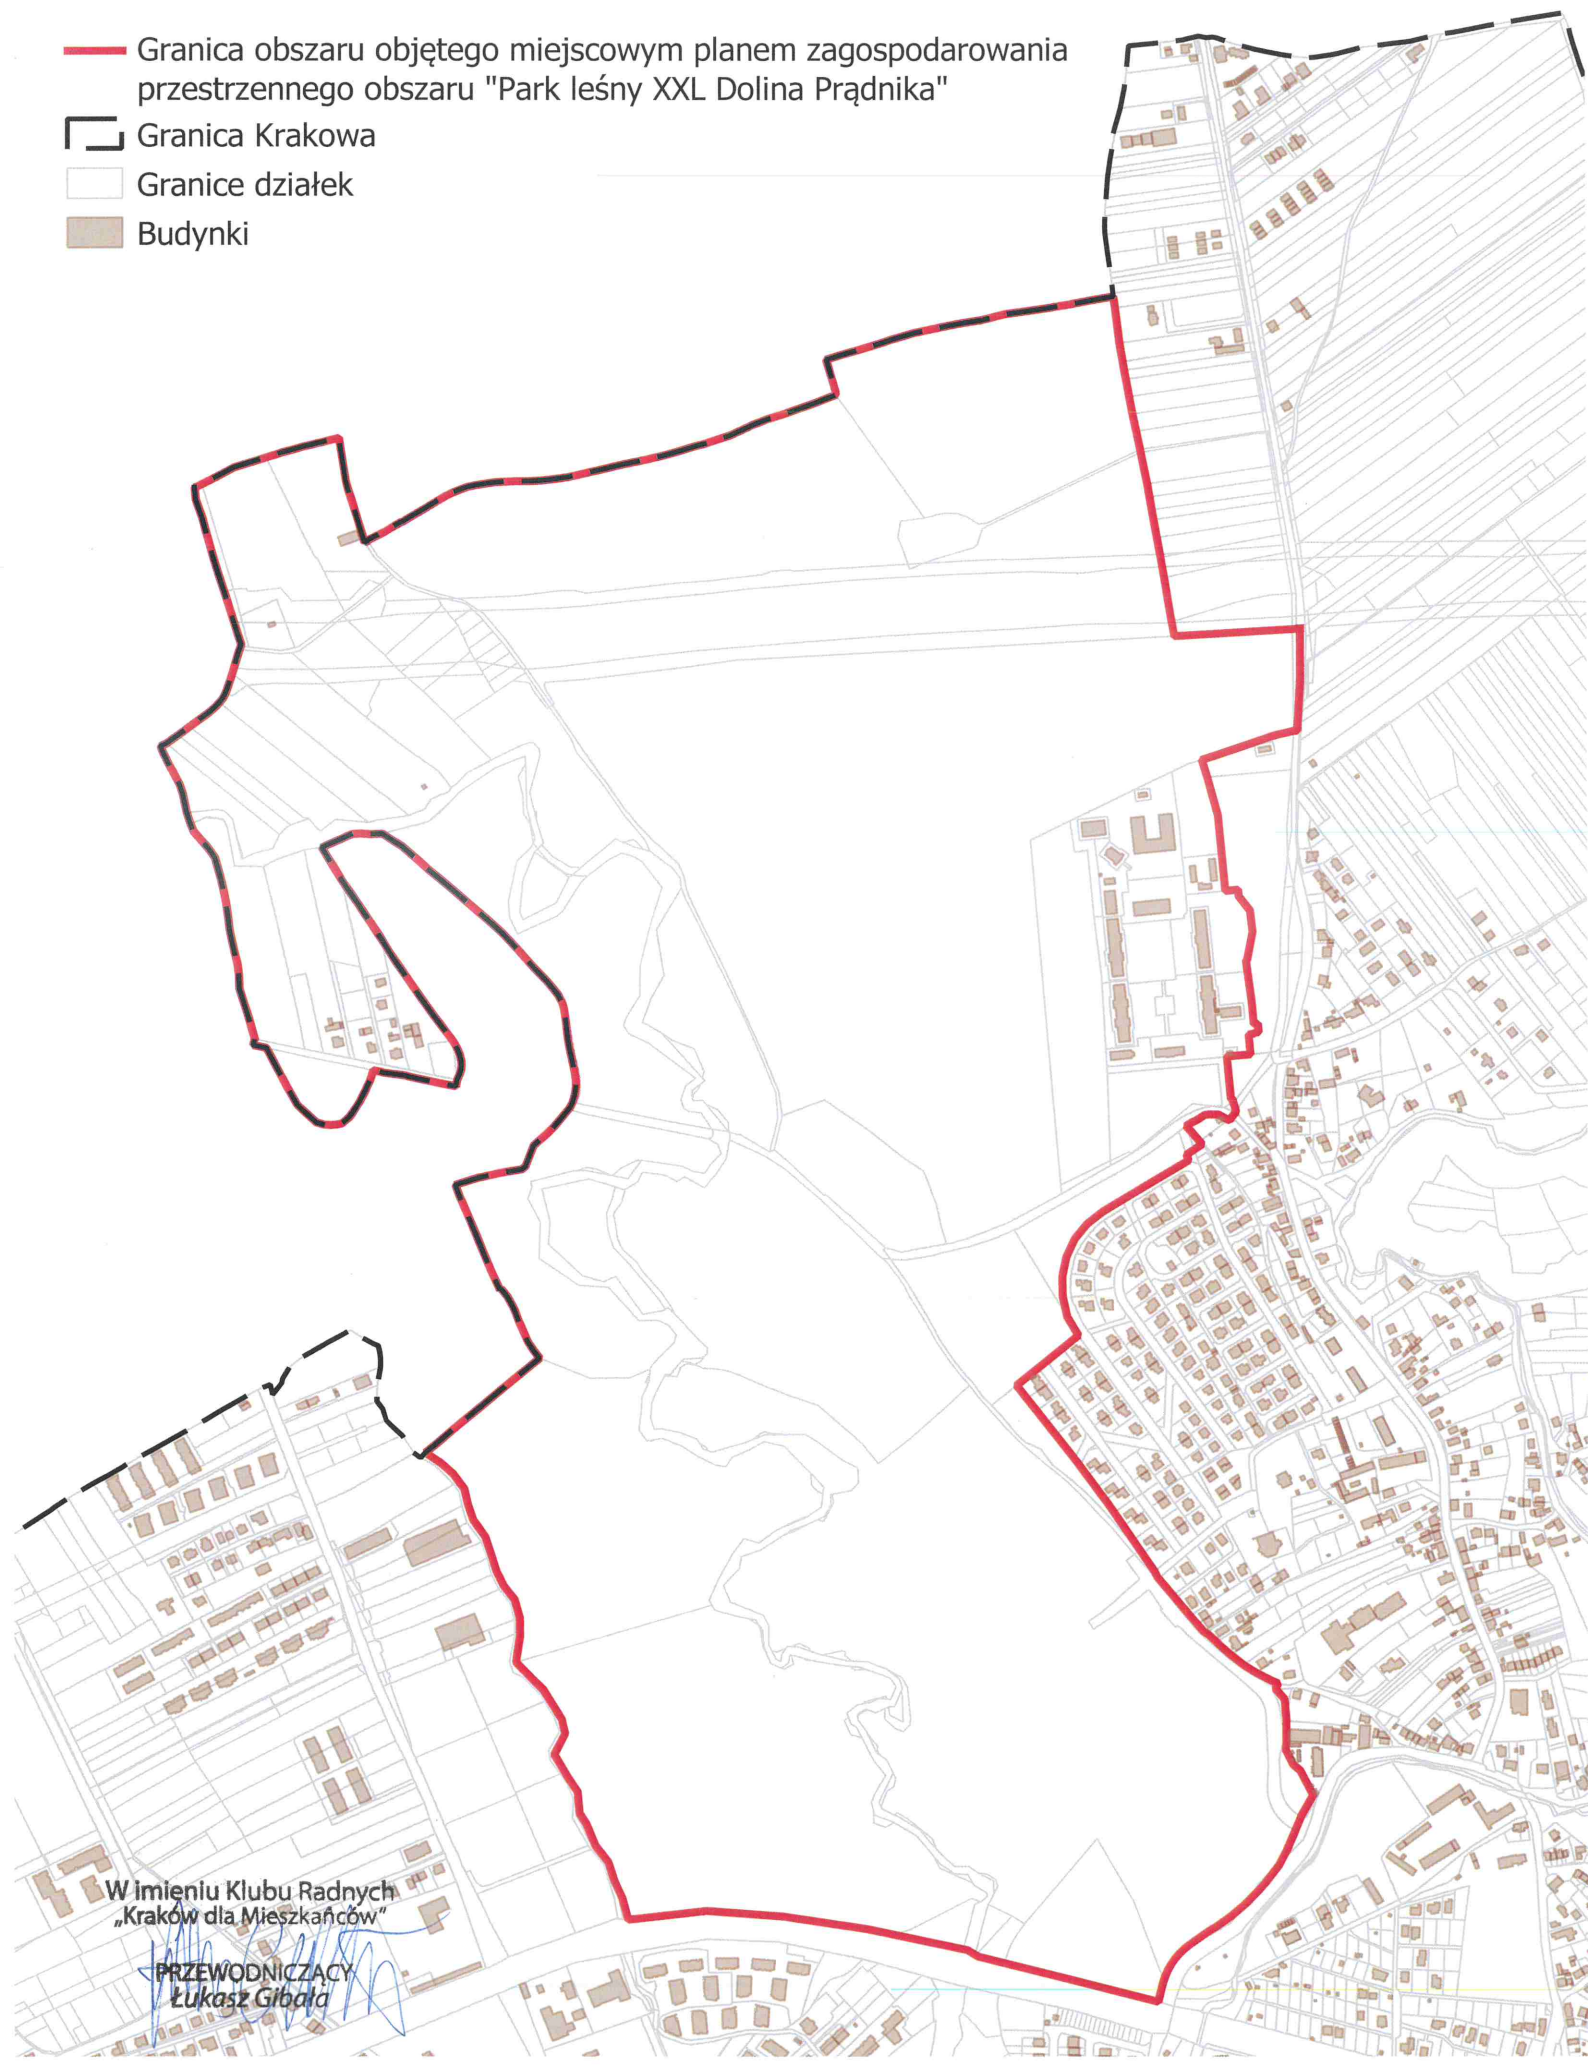 Granica obszaru objętego miejscowym planem zagospodarowania
przestrzennego obszaru "Park leśny XXL Dolina Prądnika"
Granica Krakowa
Granice działek
Budynki
W imieniu Klubu Radnych
„Kraków dla Mieszkańców”
PRZEWODNICZĄCY
Łukasz Gibała